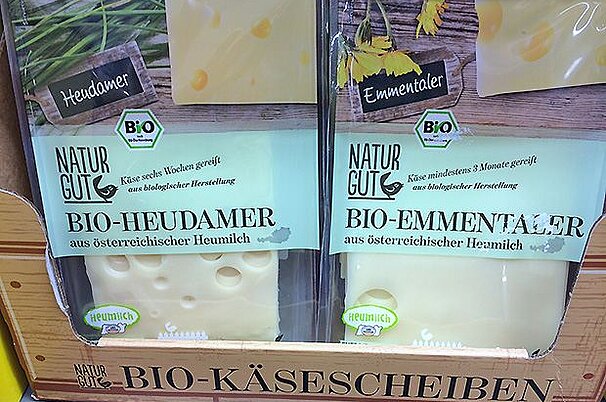 Heudamer
Emmentaler
BIO
BIO
NATUR
GUT
Käse sechs Wochen gereift
aus biologischer Herstellung
BIO-HEUDAMER
aus österreichischer Heumilch
NATUR
GUT
Käse mindestens 3 Monate gereift
aus biologischer Herstellung
BIO-EMMENTALER
aus österreichischer Heumilch
Heumilch
Heumilch
NATUR
GUT
BIO-KÄSESCHEIBEN